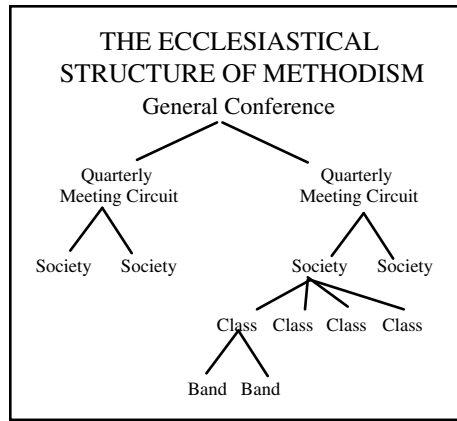 THE ECCLESIASTICAL
STRUCTURE OF METHODISM
General Conference
Quarterly Quarterly
Meeting Circuit Meeting Circuit
Society Society Society Society
Class Class Class Class
Band Band